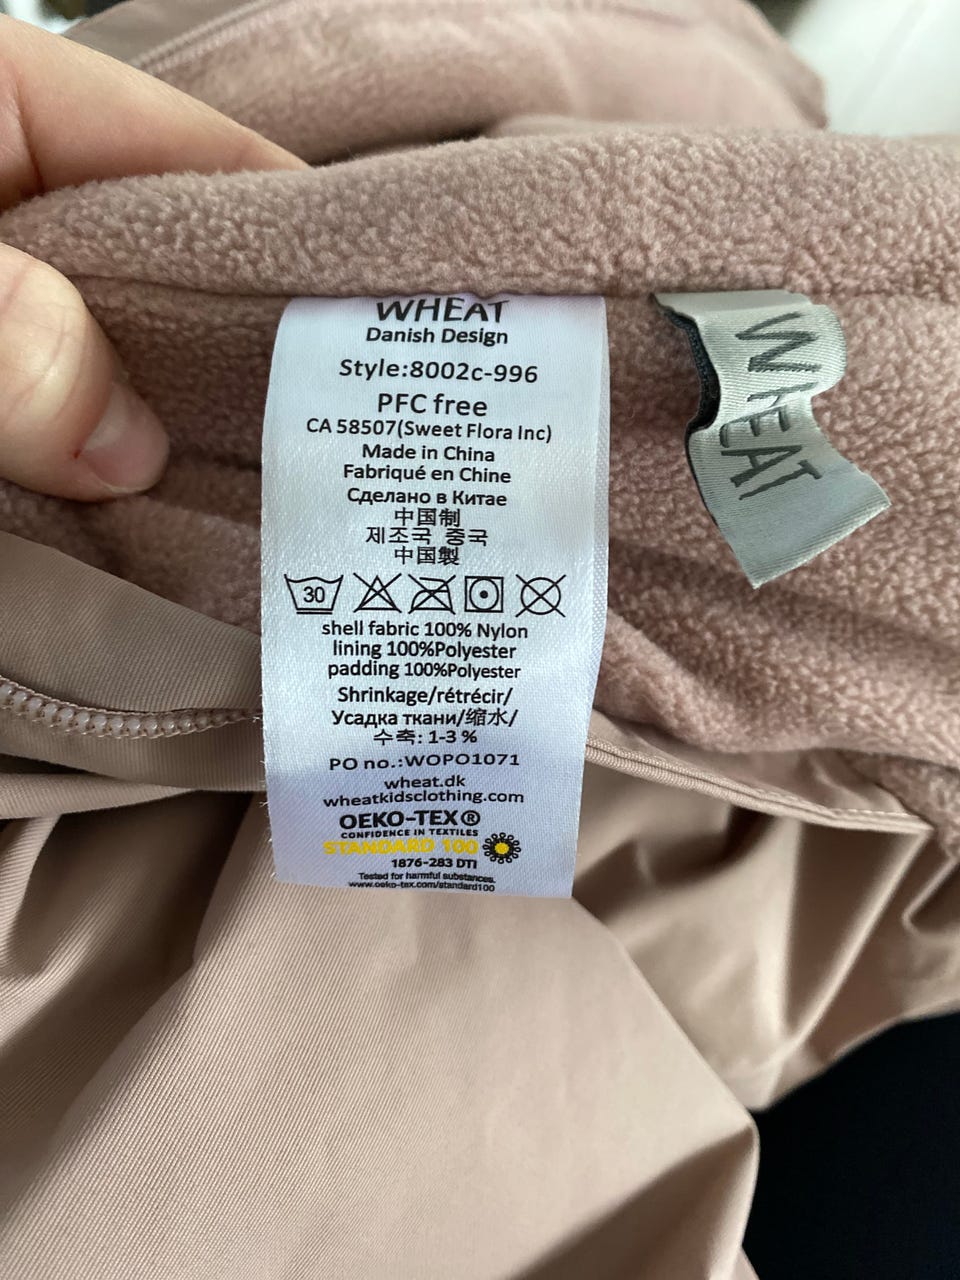 WHEAT
Danish Design
Style:8002c-996
PFC free
CA 58507(Sweet Flora Inc)
Made in China
Fabriqué en Chine
Сделано в Китае
中国制
제조국 중국
中国製
30
shell fabric 100% Nylon
lining 100%Polyester
padding 100%Polyester
Shrinkage/rétrécir/
Усадка ткани/缩水/
수축: 1-3 %
PO no.:WOPO1071
wheat.dk
wheatkidsclothing.com
OEKO-TEX®
CONFIDENCE IN TEXTILES
STANDARD 100
1876-283 DTI
Tested for harmful substances.
www.oeko-tex.com/standard100
WHEAT